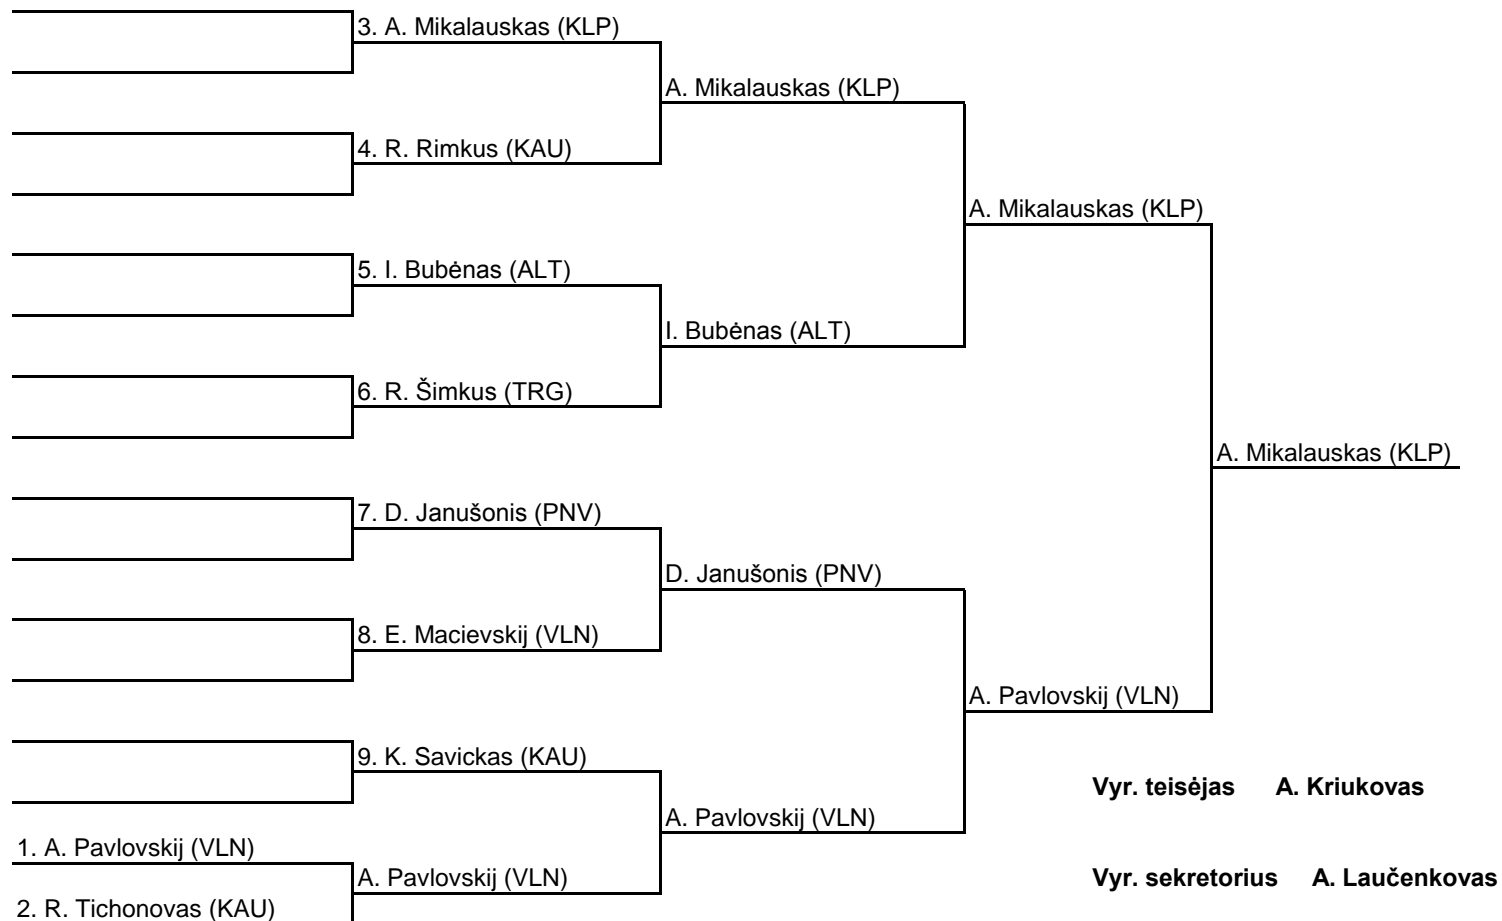 3. A. Mikalauskas (KLP)
A. Mikalauskas (KLP)
4. R. Rimkus (KAU)
A. Mikalauskas (KLP)
5. I. Bubėnas (ALT)
I. Bubėnas (ALT)
6. R. Šimkus (TRG)
A. Mikalauskas (KLP)
7. D. Janušonis (PNV)
D. Janušonis (PNV)
8. E. Macievskij (VLN)
A. Pavlovskij (VLN)
9. K. Savickas (KAU)
Vyr. teisėjas A. Kriukovas
A. Pavlovskij (VLN)
1. A. Pavlovskij (VLN)
A. Pavlovskij (VLN)
Vyr. sekretorius A. Laučenkovas
2. R. Tichonovas (KAU)